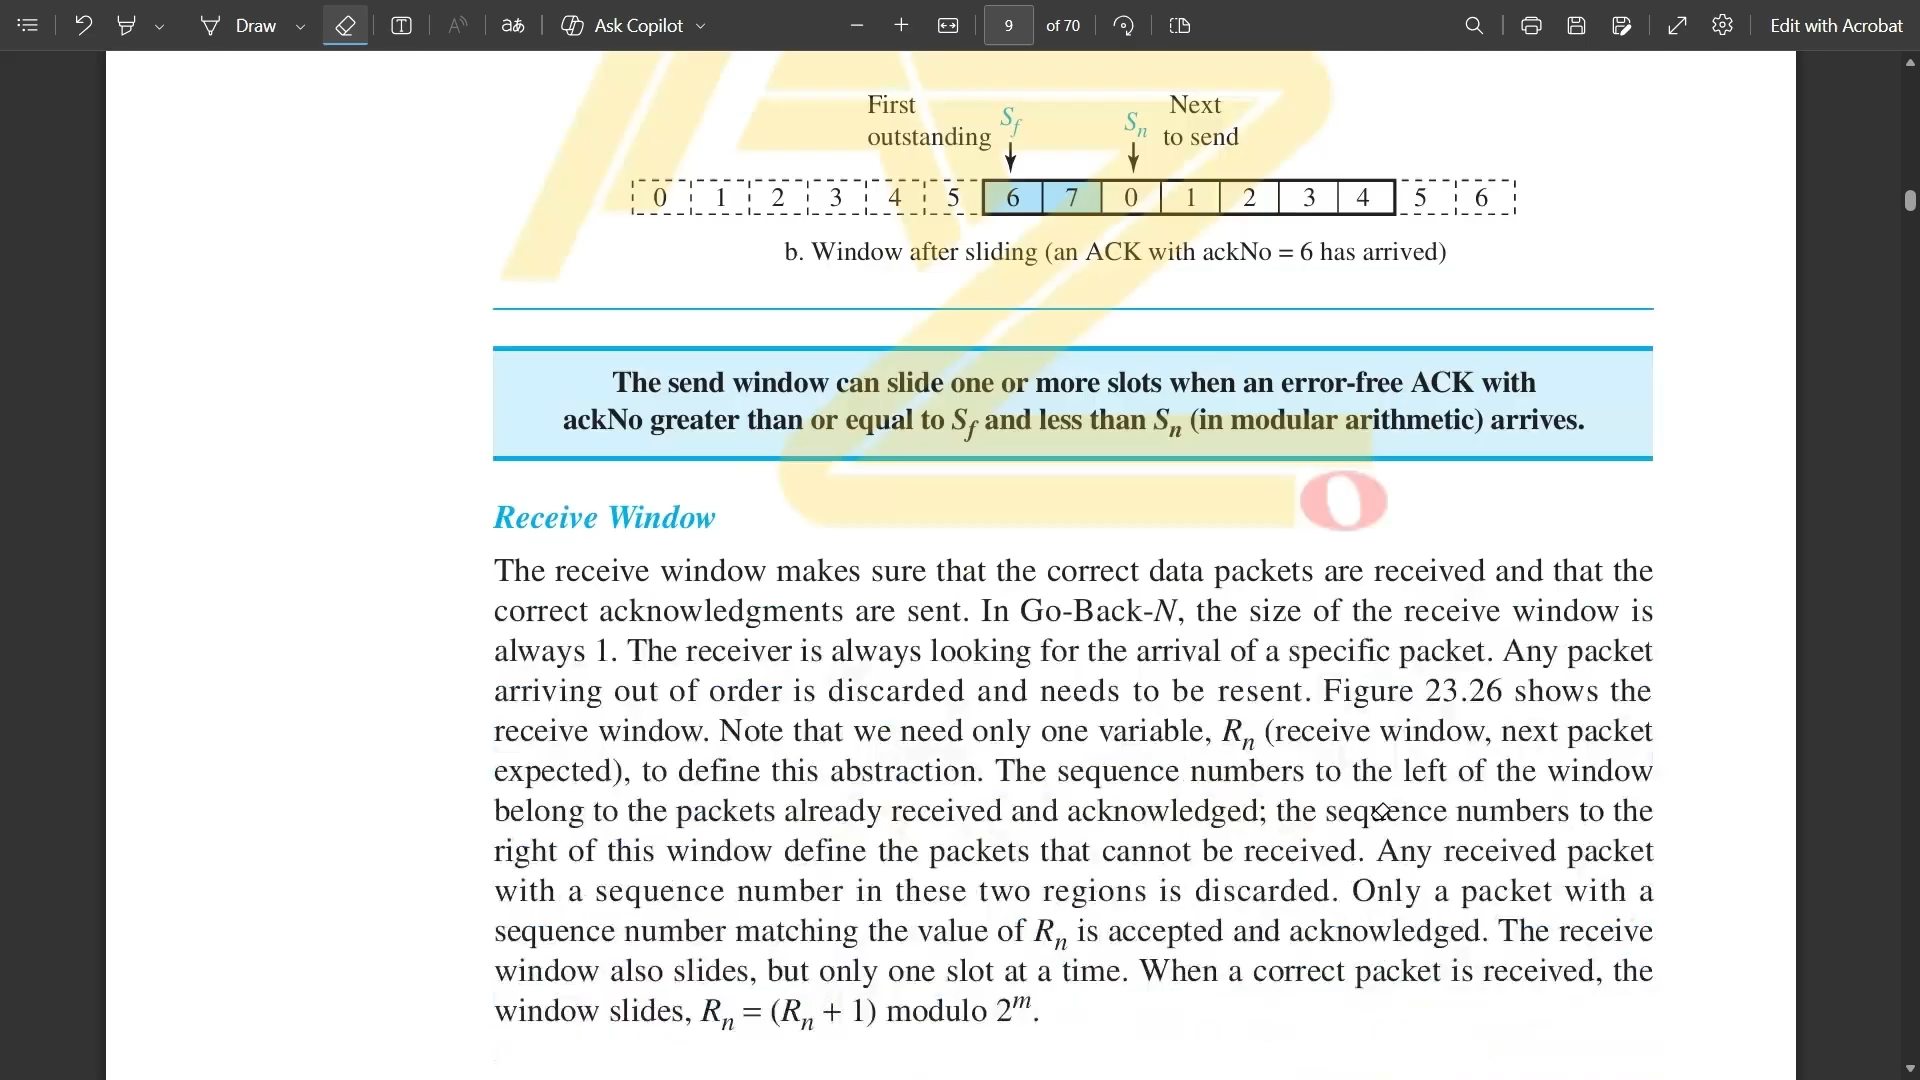 Draw
Ask Copilot
9 of 70
Edit with Acrobat
First Next
outstanding Sf Sn to send
0 1 2 3 4 5 6 7 0 1 2 3 4 5 6
b. Window after sliding (an ACK with ackNo = 6 has arrived)
The send window can slide one or more slots when an error-free ACK with
ackNo greater than or equal to Sf and less than Sn (in modular arithmetic) arrives.
Receive Window
The receive window makes sure that the correct data packets are received and that the
correct acknowledgments are sent. In Go-Back-N, the size of the receive window is
always 1. The receiver is always looking for the arrival of a specific packet. Any packet
arriving out of order is discarded and needs to be resent. Figure 23.26 shows the
receive window. Note that we need only one variable, Rn (receive window, next packet
expected), to define this abstraction. The sequence numbers to the left of the window
belong to the packets already received and acknowledged; the sequence numbers to the
right of this window define the packets that cannot be received. Any received packet
with a sequence number in these two regions is discarded. Only a packet with a
sequence number matching the value of Rn is accepted and acknowledged. The receive
window also slides, but only one slot at a time. When a correct packet is received, the
window slides, Rn = (Rn + 1) modulo 2^m.